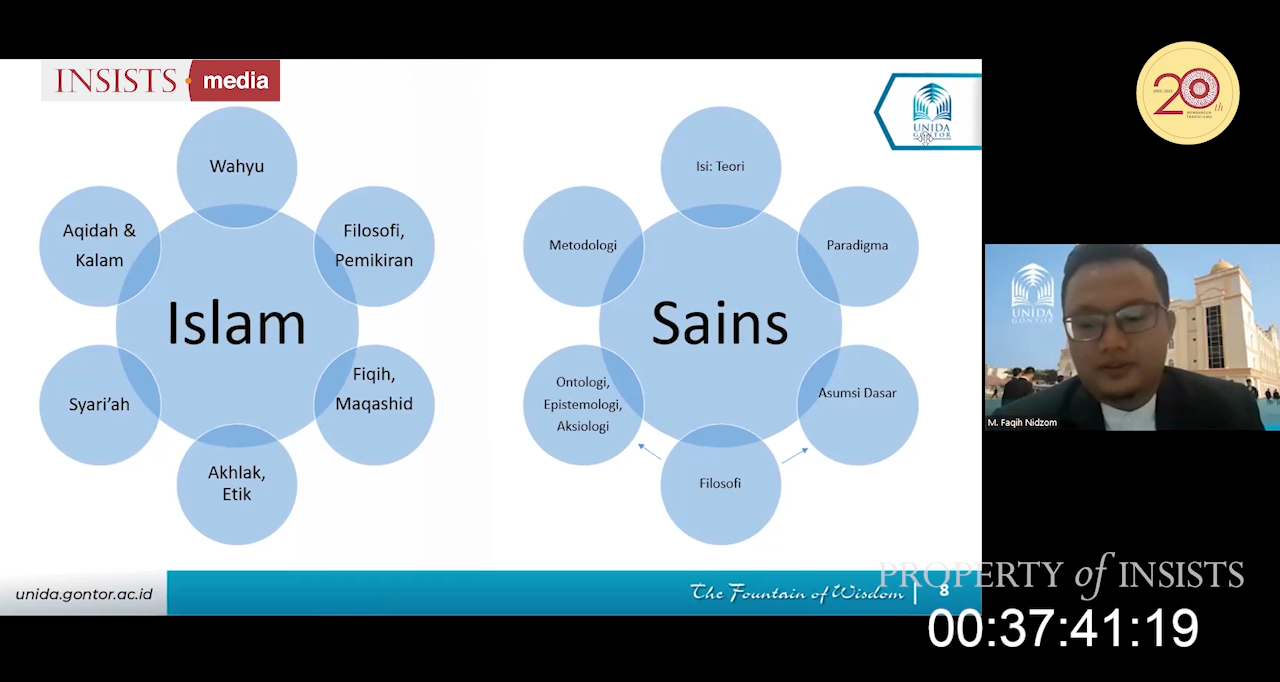 INSISTS media
20th
UNIDA
GONTOR
Wahyu
Aqidah &
Kalam
Filosofi,
Pemikiran
Islam
Syari’ah
Fiqih,
Maqashid
Akhlak,
Etik
Isi: Teori
Metodologi
Paradigma
Sains
Ontologi,
Epistemologi,
Aksiologi
Asumsi Dasar
Filosofi
UNIDA
GONTOR
M. Faqih Nidzom
unida.gontor.ac.id
The Fountain of Wisdom | 8
PROPERTY of INSISTS
00:37:41:19